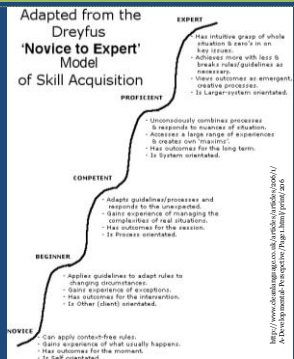 Adapted from the
Dreyfus
'Novice to Expert'
Model
of Skill Acquisition
EXPERT
- Has intuitive grasp of whole
situation & zero's in on
key issues.
- Achieves more with less &
breaks rules/guidelines as
necessary.
- Views outcomes as emergent,
creative processes.
- Is Larger-system orientated.
PROFICIENT
- Unconsciously combines processes
& responds to nuances of situation.
- Accesses a large range of experiences
& creates own 'maxims'.
- Has outcomes for the long term.
- Is System orientated.
COMPETENT
- Adapts guidelines/processes and
responds to the unexpected.
- Gains experience of managing the
complexities of real situations.
- Has outcomes for the session.
- Is Process orientated.
BEGINNER
- Applies guidelines to adapt rules to
changing circumstances.
- Gains experience of exceptions.
- Has outcomes for the intervention.
- Is Other (client) orientated.
NOVICE
- Can apply context-free rules.
- Gains experience of what usually happens.
- Has outcomes for the moment.
- Is Self orientated.
http://www.cleanlanguage.co.uk/articles/articles/206/1/
A-Developmental-Perspective/Page1.html/print/206